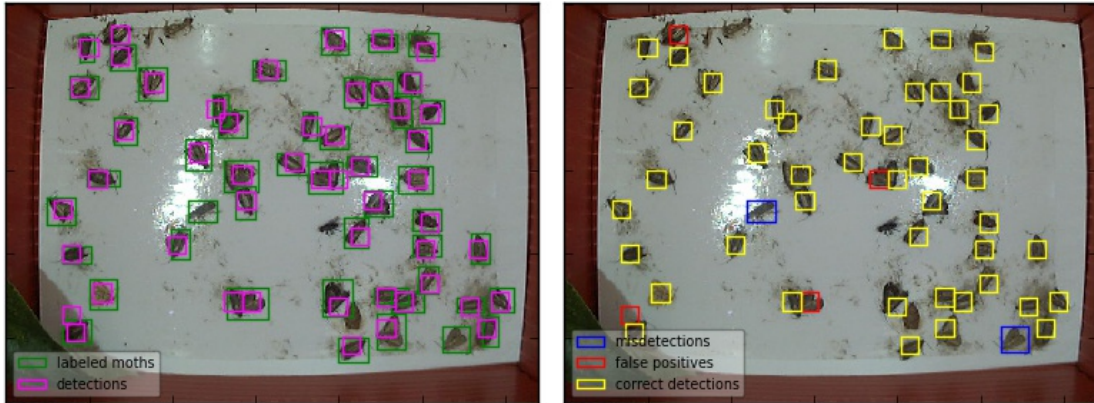 labeled moths
detections
misdetections
false positives
correct detections